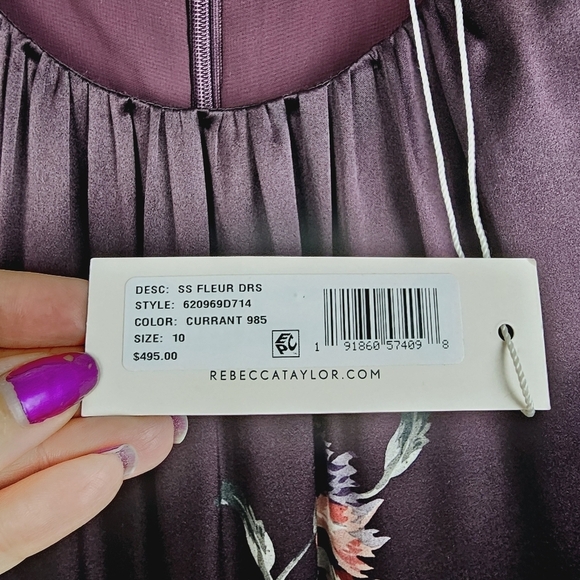 DESC: SS FLEUR DRS
STYLE: 620969D714
COLOR: CURRANT 985
SIZE: 10
$495.00
EPC
1 91860 57409 8
REBECCATAYLOR.COM